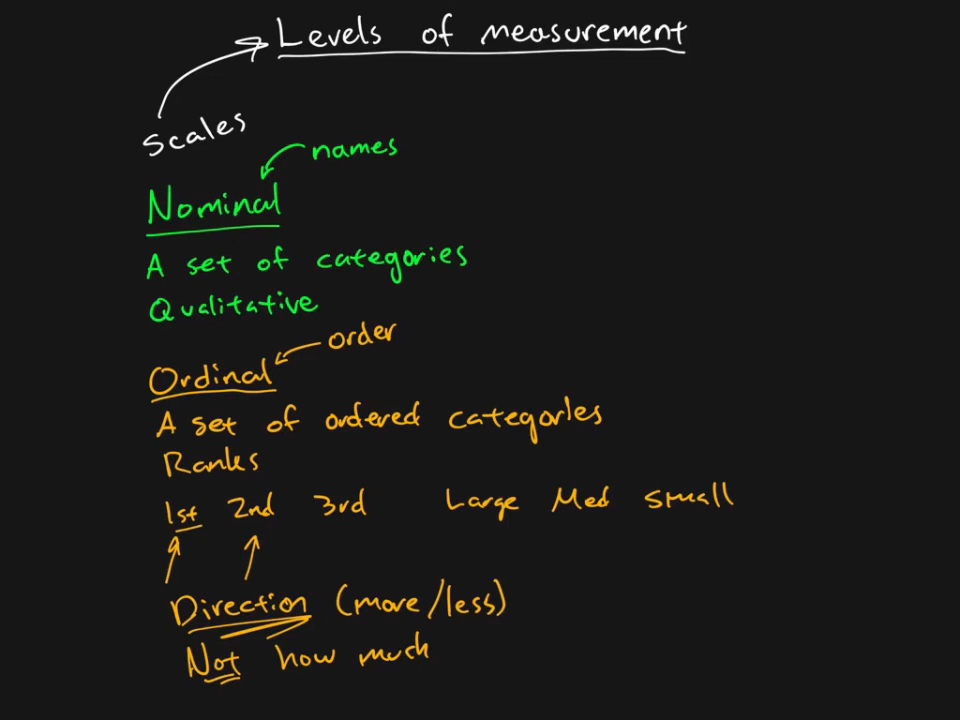 Levels of measurement
Scales
names
Nominal
A set of categories
Qualitative
order
Ordinal
A set of ordered categories
Ranks
1st 2nd 3rd Large Med small
Direction (more/less)
Not how much